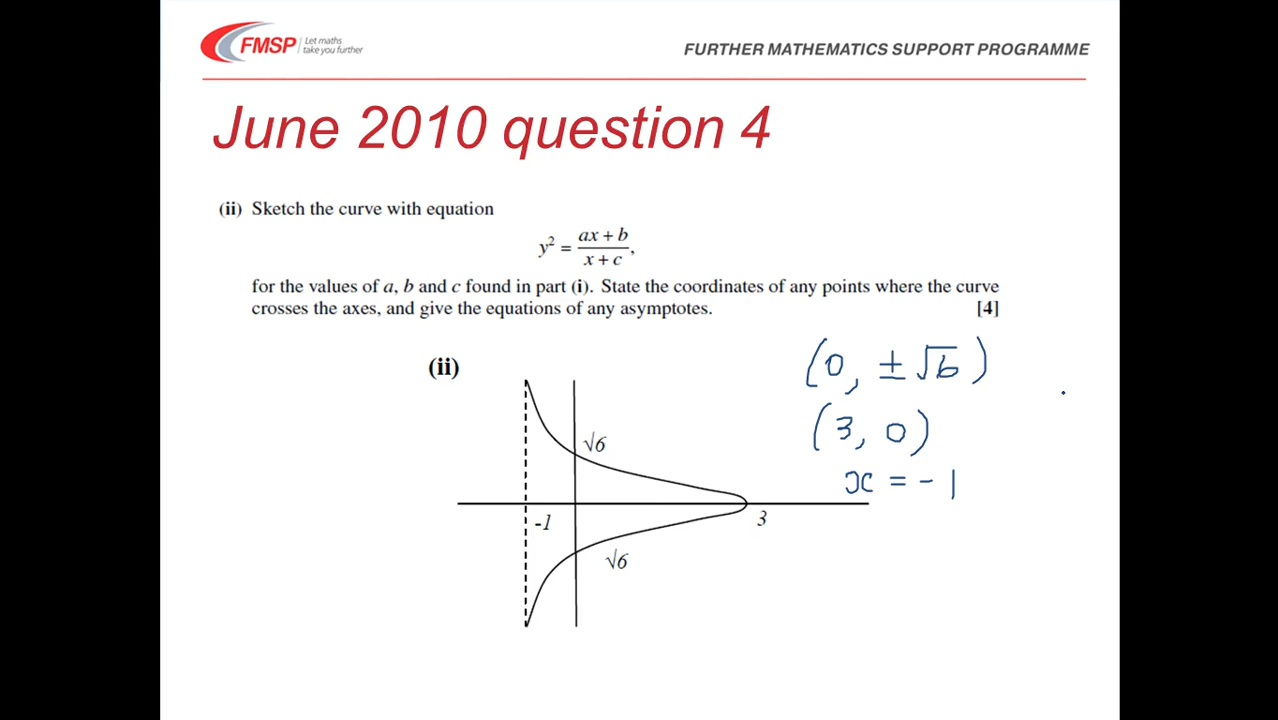 FMSP Let maths take you further
FURTHER MATHEMATICS SUPPORT PROGRAMME
June 2010 question 4
(ii) Sketch the curve with equation
y² = (ax + b)/(x + c),
for the values of a, b and c found in part (i). State the coordinates of any points where the curve
crosses the axes, and give the equations of any asymptotes. [4]
(ii)
(0, ±√6)
(3, 0)
x = -1
√6
-1
3
√6